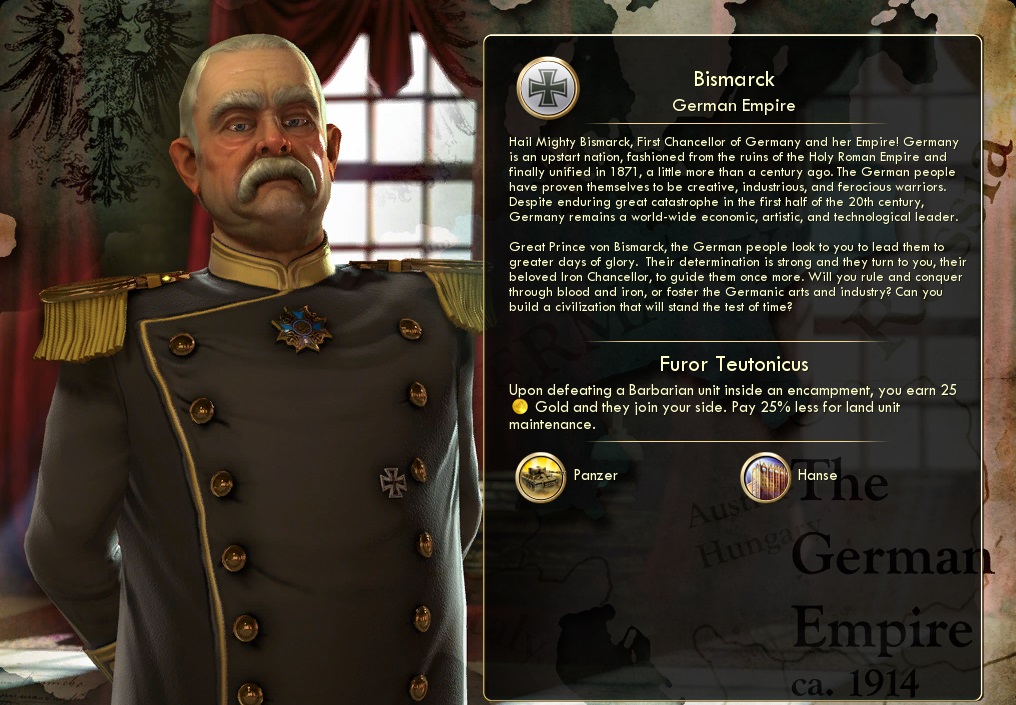 Bismarck
German Empire
Hail Mighty Bismarck, First Chancellor of Germany and her Empire! Germany
is an upstart nation, fashioned from the ruins of the Holy Roman Empire and
finally unified in 1871, a little more than a century ago. The German people
have proven themselves to be creative, industrious, and ferocious warriors.
Despite enduring great catastrophe in the first half of the 20th century,
Germany remains a world-wide economic, artistic, and technological leader.
Great Prince von Bismarck, the German people look to you to lead them to
greater days of glory. Their determination is strong and they turn to you, their
beloved Iron Chancellor, to guide them once more. Will you rule and conquer
through blood and iron, or foster the Germanic arts and industry? Can you
build a civilization that will stand the test of time?
Furor Teutonicus
Upon defeating a Barbarian unit inside an encampment, you earn 25
Gold and they join your side. Pay 25% less for land unit
maintenance.
Panzer
Hanse
The
German
Empire
ca. 1914
Hungary